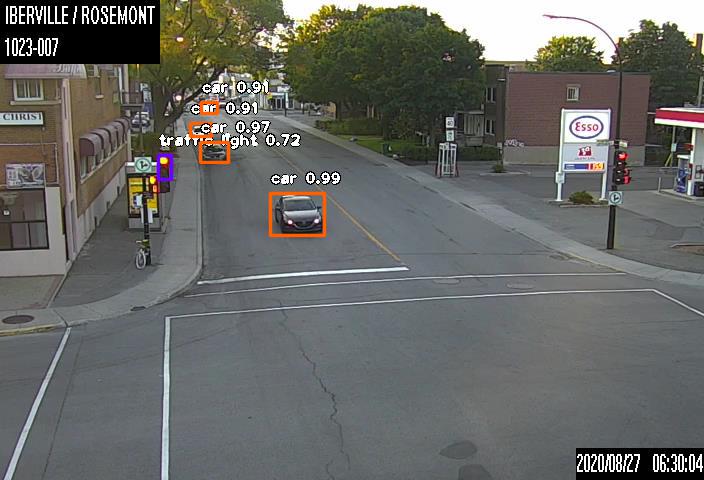 IBERVILLE / ROSEMONT
1023-007
car 0.91
car 0.91
car 0.97
traffic light 0.72
car 0.99
CHRIST
Esso
2020/08/27 06:30:04